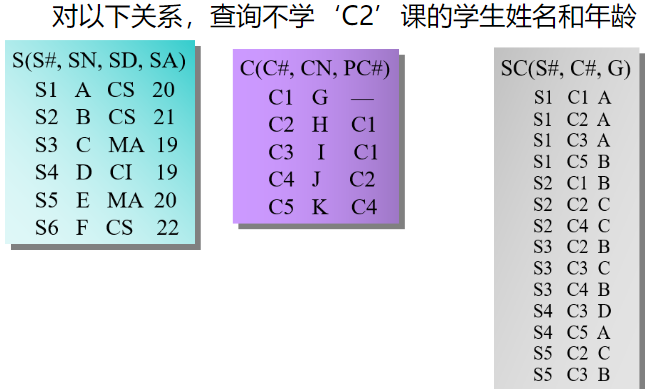 对以下关系，查询不学‘C2’课的学生姓名和年龄
S(S#, SN, SD, SA)
S1 A CS 20
S2 B CS 21
S3 C MA 19
S4 D CI 19
S5 E MA 20
S6 F CS 22
C(C#, CN, PC#)
C1 G —
C2 H C1
C3 I C1
C4 J C2
C5 K C4
SC(S#, C#, G)
S1 C1 A
S1 C2 A
S1 C3 A
S1 C5 B
S2 C1 B
S2 C2 C
S2 C4 C
S3 C2 B
S3 C3 C
S3 C4 B
S4 C3 D
S4 C5 A
S5 C2 C
S5 C3 B